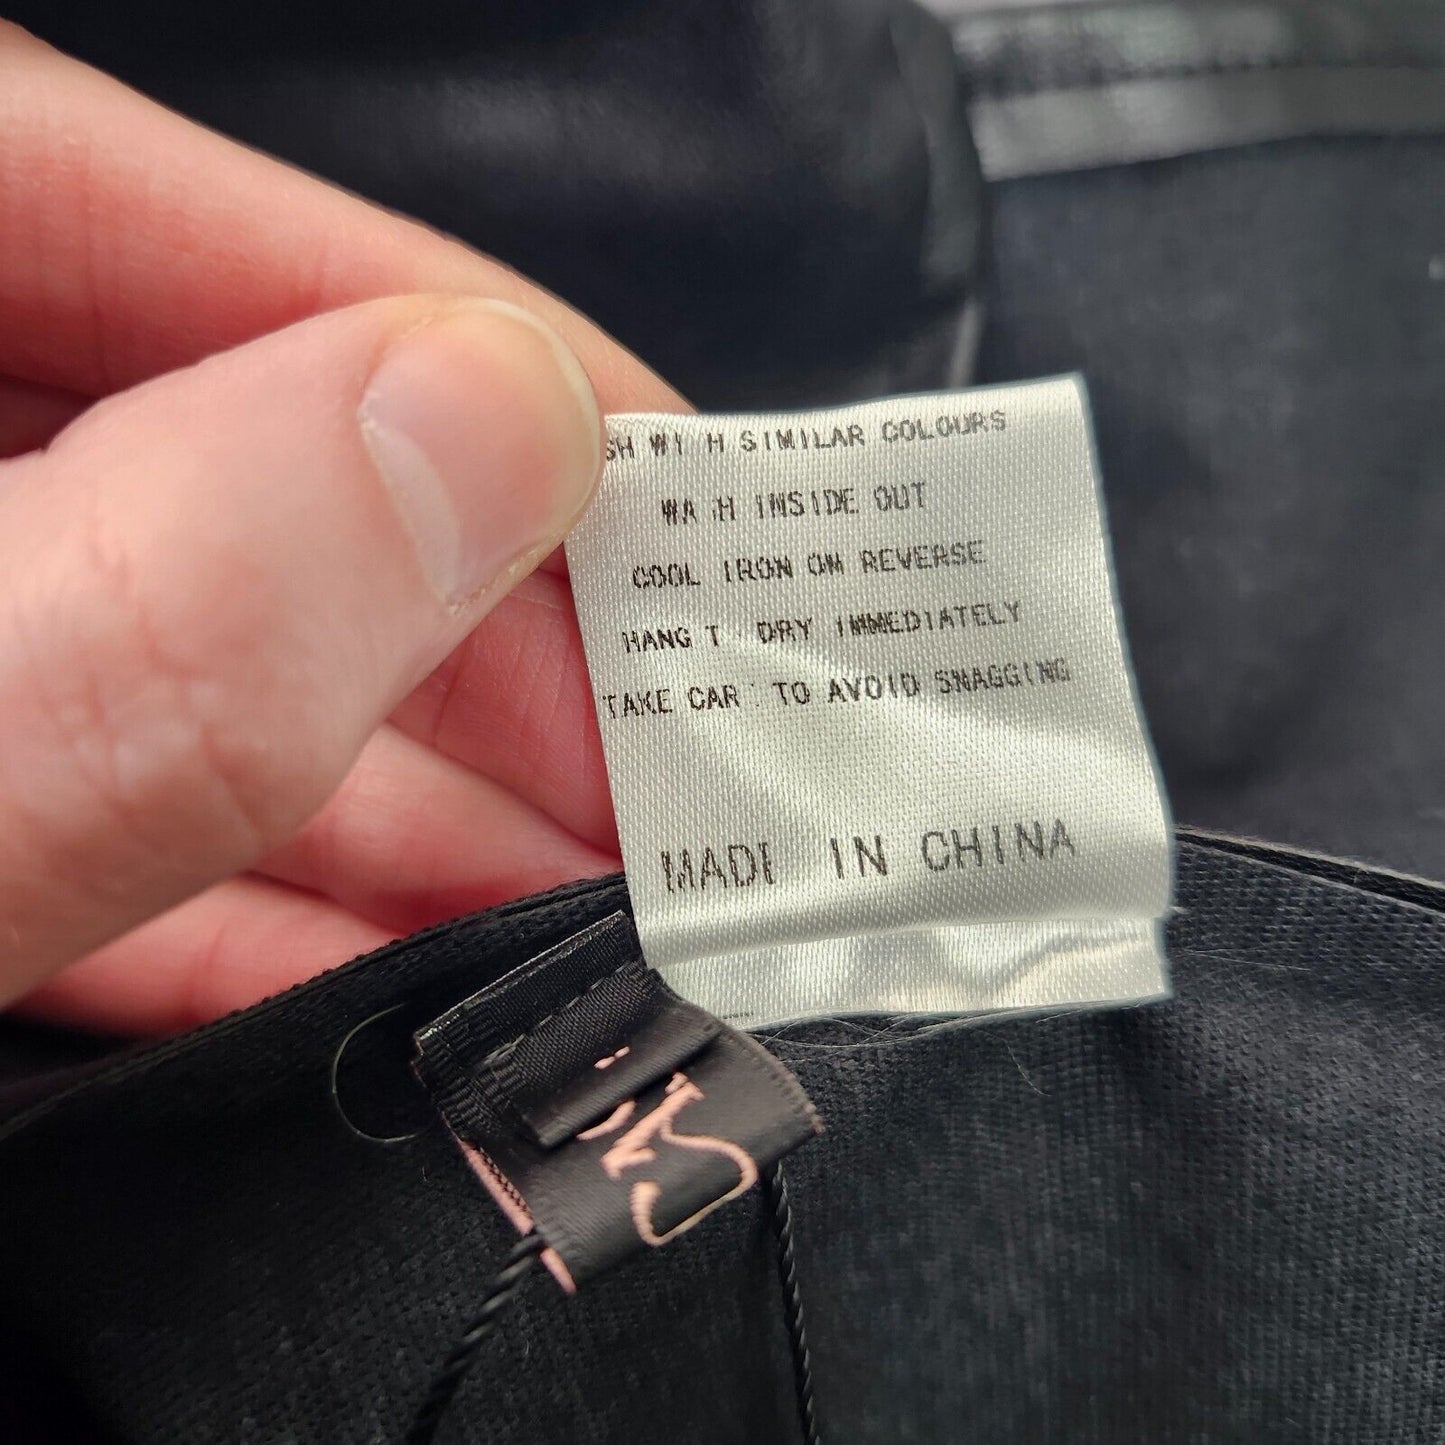 SH WI H SIMILAR COLOURS
WA H INSIDE OUT
COOL IRON ON REVERSE
HANG T DRY IMMEDIATELY
TAKE CAR TO AVOID SNAGGING
MADE IN CHINA